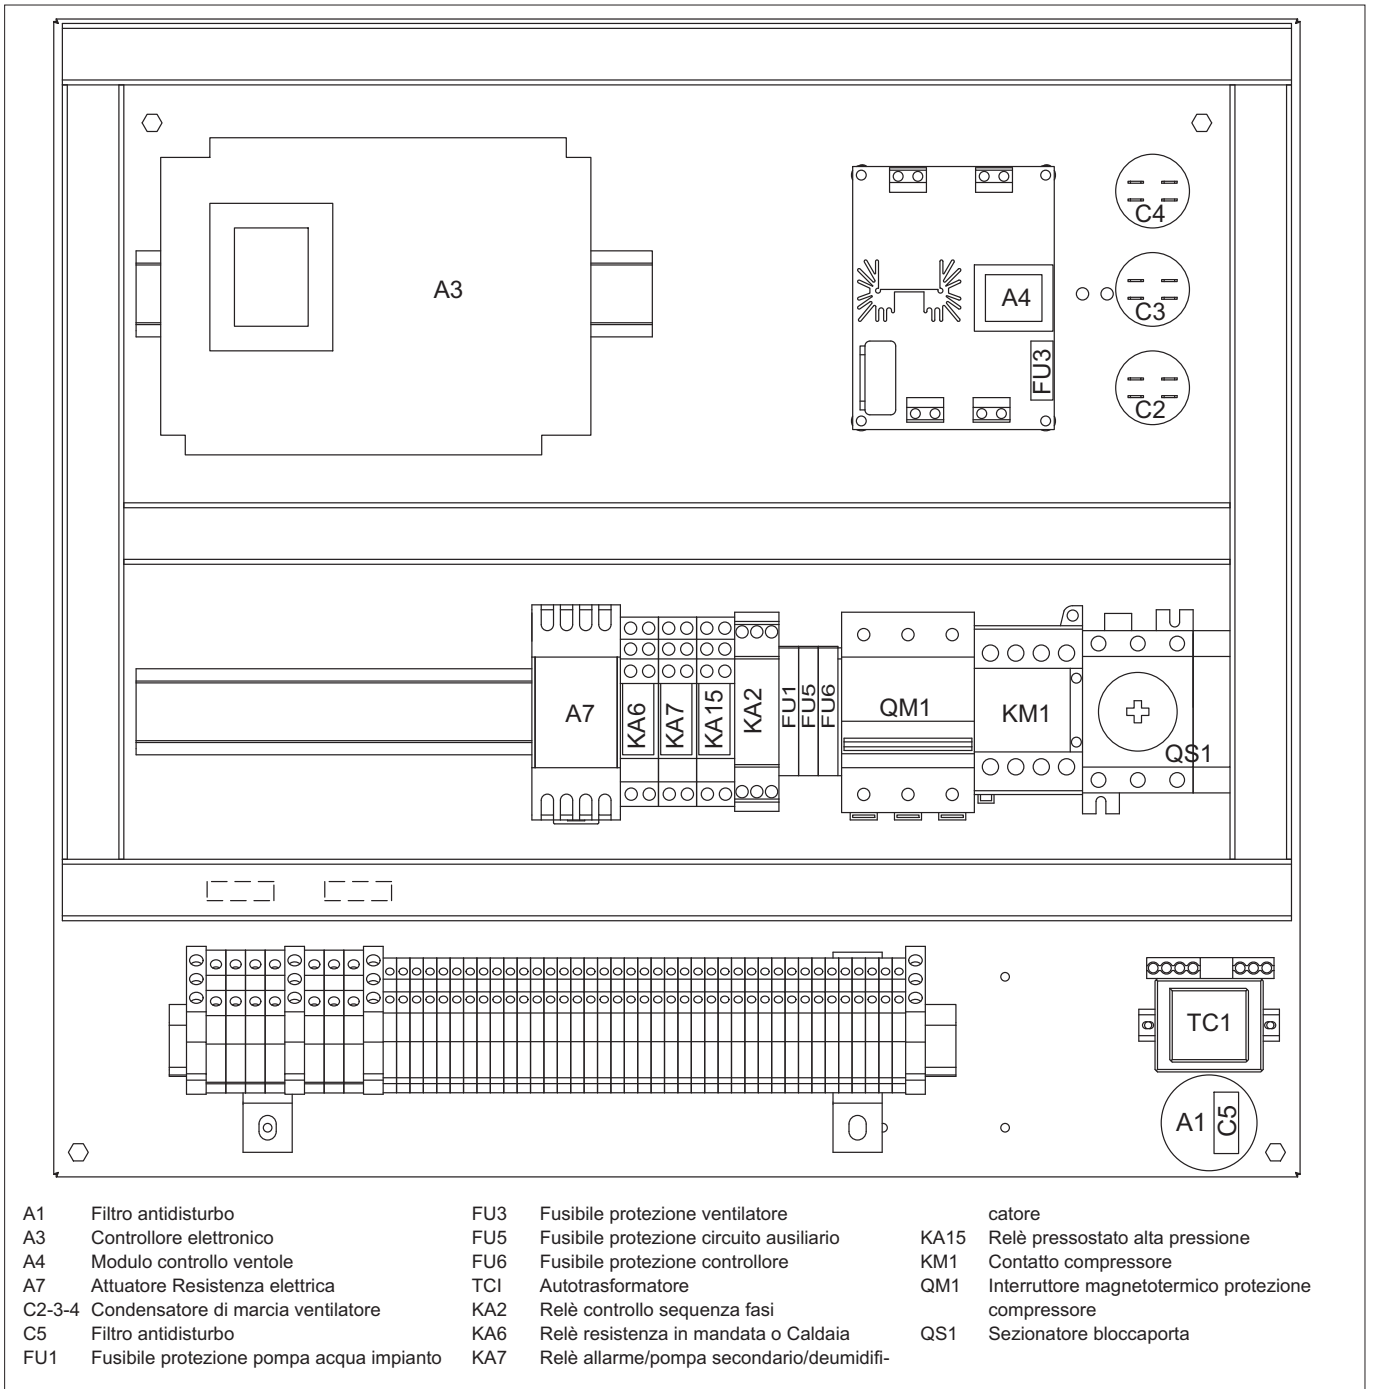 C4
A3
A4
C3
FU3
C2
A7
KA6
KA7
KA15
KA2
FU1
FU5
FU6
QM1
KM1
QS1
TC1
A1
C5
A1 Filtro antidisturbo
A3 Controllore elettronico
A4 Modulo controllo ventole
A7 Attuatore Resistenza elettrica
C2-3-4 Condensatore di marcia ventilatore
C5 Filtro antidisturbo
FU1 Fusibile protezione pompa acqua impianto
FU3 Fusibile protezione ventilatore
FU5 Fusibile protezione circuito ausiliario
FU6 Fusibile protezione controllore
TCI Autotrasformatore
KA2 Relè controllo sequenza fasi
KA6 Relè resistenza in mandata o Caldaia
KA7 Relè allarme/pompa secondario/deumidifi-
catore
KA15 Relè pressostato alta pressione
KM1 Contatto compressore
QM1 Interruttore magnetotermico protezione
compressore
QS1 Sezionatore bloccaporta